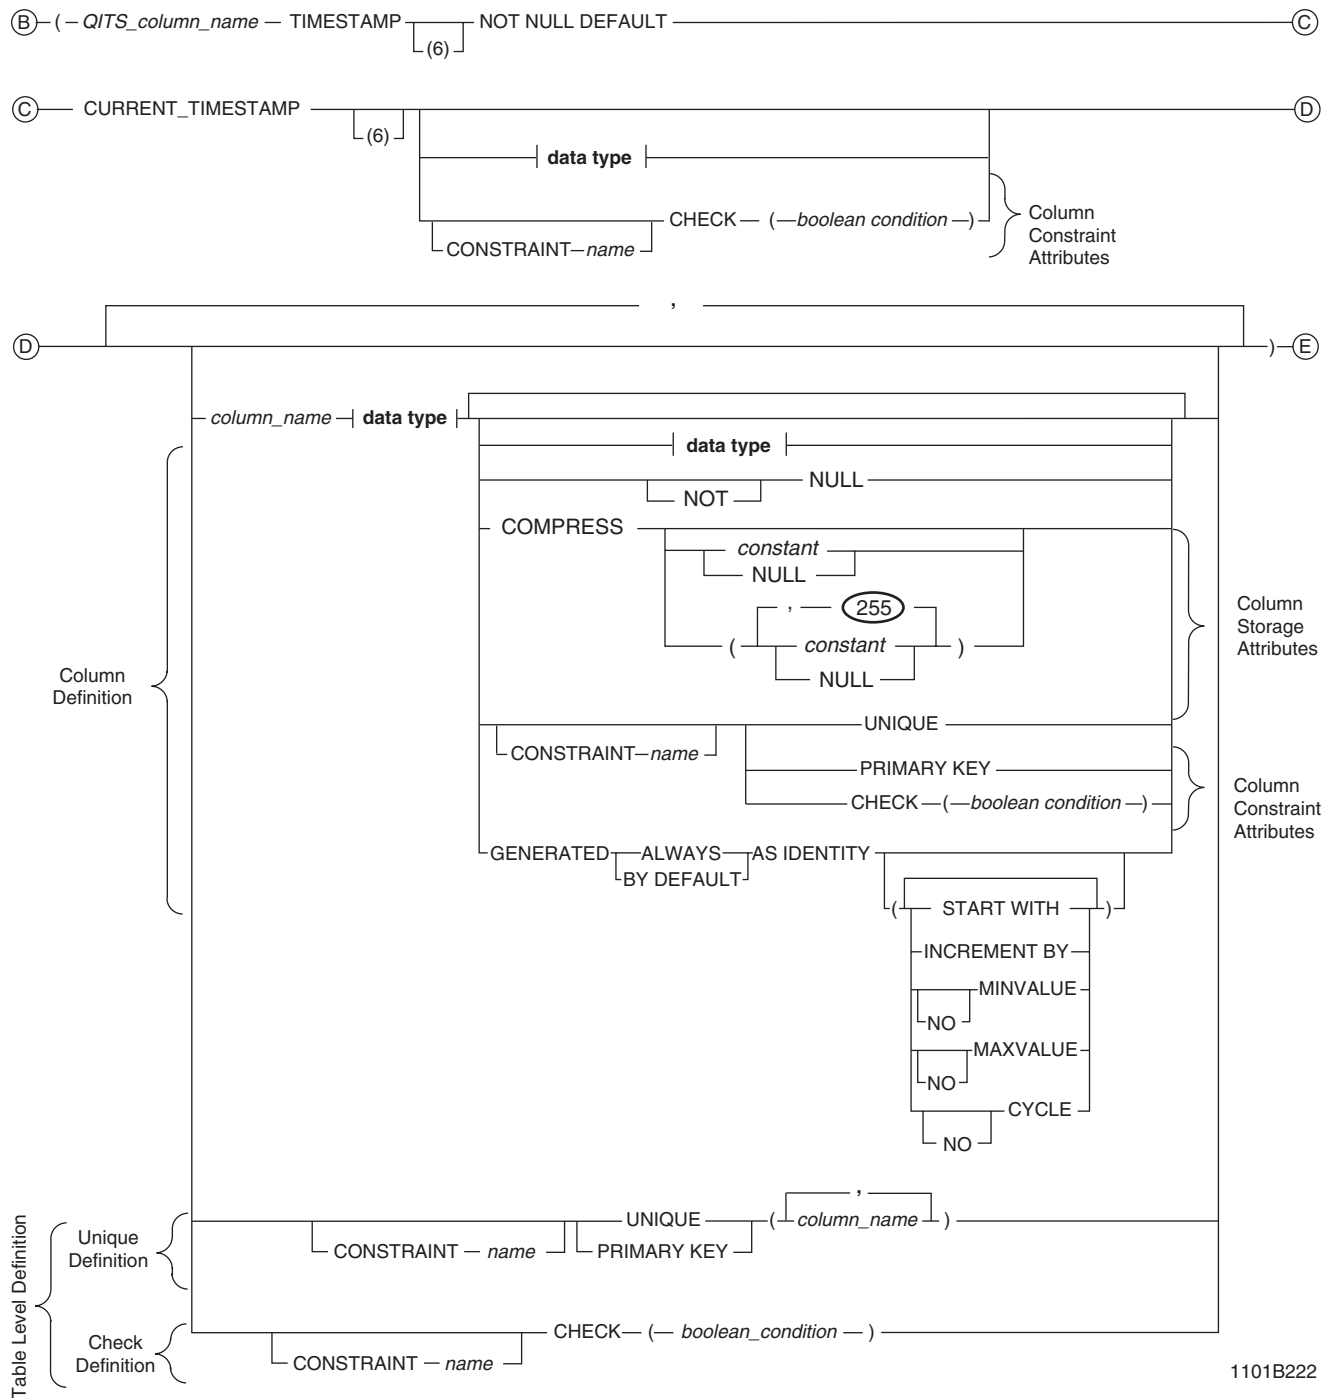 B ( QITS_column_name TIMESTAMP NOT NULL DEFAULT C
(6)
C CURRENT_TIMESTAMP D
(6)
data type
CHECK ( boolean condition )
CONSTRAINT name
Column
Constraint
Attributes
,
D ) E
column_name data type
data type
NULL
NOT
COMPRESS
constant
NULL
, 255
( constant )
NULL
Column
Storage
Attributes
Column
Definition
UNIQUE
CONSTRAINT name
PRIMARY KEY
CHECK ( boolean condition )
Column
Constraint
Attributes
GENERATED ALWAYS AS IDENTITY
BY DEFAULT
( START WITH )
INCREMENT BY
MINVALUE
NO
MAXVALUE
NO
CYCLE
NO
Table Level Definition
Unique
Definition
,
UNIQUE ( column_name )
CONSTRAINT name PRIMARY KEY
Check
Definition
CHECK ( boolean_condition )
CONSTRAINT name
1101B222